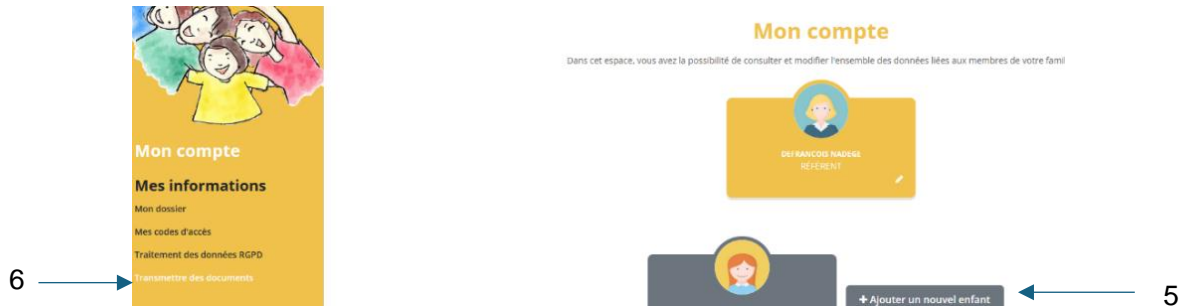 Mon compte
Mes informations
Mon dossier
Mes codes d'accès
Traitement des données RGPD
Transmettre des documents
6
Mon compte
Dans cet espace, vous avez la possibilité de consulter et modifier l'ensemble des données liées aux membres de votre famil
DEFRANCOIS NADEGE
RÉFÉRENT
+ Ajouter un nouvel enfant
5